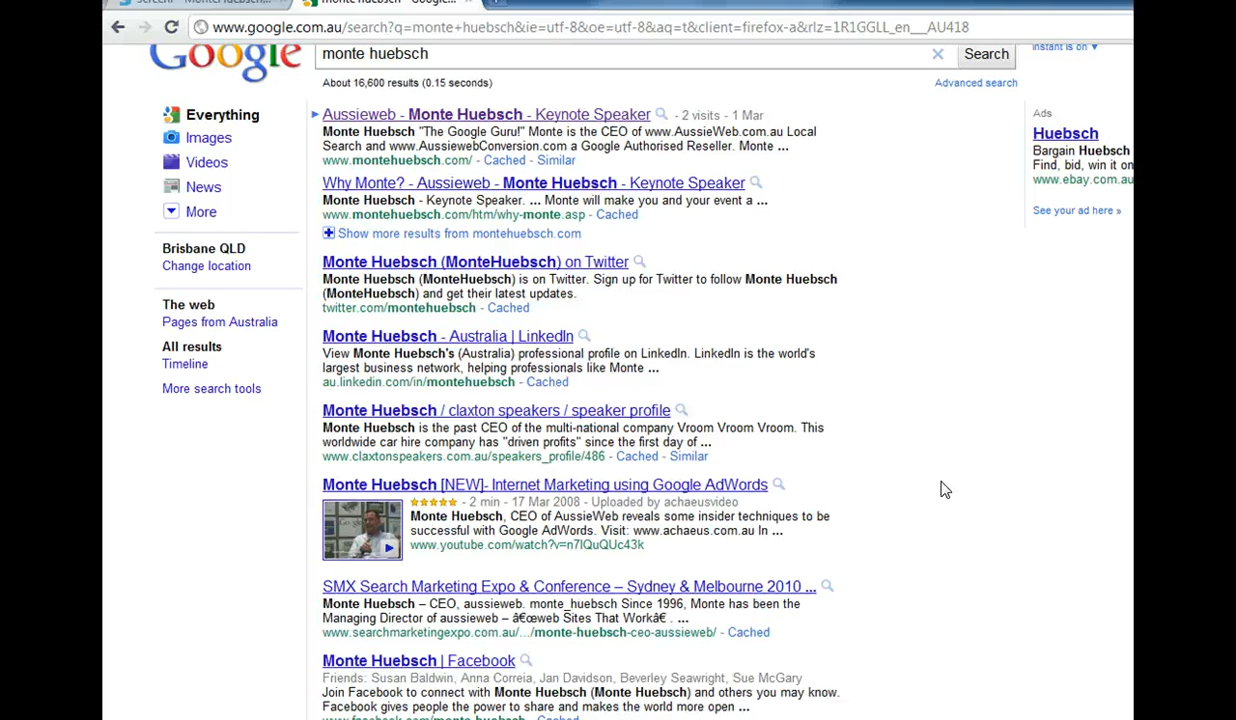 www.google.com.au/search?q=monte+huebsch&ie=utf-8&oe=utf-8&aq=t&client=firefox-a&rlz=1R1GGLL_en__AU418
Google
monte huebsch
Search
Instant is on
About 16,600 results (0.15 seconds)
Advanced search
Everything
Images
Videos
News
More
Brisbane QLD
Change location
The web
Pages from Australia
All results
Timeline
More search tools
Aussieweb - Monte Huebsch - Keynote Speaker - 2 visits - 1 Mar
Monte Huebsch "The Google Guru!" Monte is the CEO of www.AussieWeb.com.au Local
Search and www.AussiewebConversion.com a Google Authorised Reseller. Monte ...
www.montehuebsch.com/ - Cached - Similar
Why Monte? - Aussieweb - Monte Huebsch - Keynote Speaker
Monte Huebsch - Keynote Speaker. ... Monte will make you and your event a ...
www.montehuebsch.com/htm/why-monte.asp - Cached
Show more results from montehuebsch.com
Monte Huebsch (MonteHuebsch) on Twitter
Monte Huebsch (MonteHuebsch) is on Twitter. Sign up for Twitter to follow Monte Huebsch
(MonteHuebsch) and get their latest updates.
twitter.com/montehuebsch - Cached
Monte Huebsch - Australia | LinkedIn
View Monte Huebsch's (Australia) professional profile on LinkedIn. LinkedIn is the world's
largest business network, helping professionals like Monte ...
au.linkedin.com/in/montehuebsch - Cached
Monte Huebsch / claxton speakers / speaker profile
Monte Huebsch is the past CEO of the multi-national company Vroom Vroom Vroom. This
worldwide car hire company has "driven profits" since the first day of ...
www.claxtonspeakers.com.au/speakers_profile/486 - Cached - Similar
Monte Huebsch [NEW]- Internet Marketing using Google AdWords
- 2 min - 17 Mar 2008 - Uploaded by achaeusvideo
Monte Huebsch, CEO of AussieWeb reveals some insider techniques to be
successful with Google AdWords. Visit: www.achaeus.com.au In ...
www.youtube.com/watch?v=n7lQuQUc43k
SMX Search Marketing Expo & Conference – Sydney & Melbourne 2010 ...
Monte Huebsch – CEO, aussieweb. monte_huebsch Since 1996, Monte has been the
Managing Director of aussieweb – â€œweb Sites That Workâ€ . ...
www.searchmarketingexpo.com.au/.../monte-huebsch-ceo-aussieweb/ - Cached
Monte Huebsch | Facebook
Friends: Susan Baldwin, Anna Correia, Jan Davidson, Beverley Seawright, Sue McGary
Join Facebook to connect with Monte Huebsch (Monte Huebsch) and others you may know.
Facebook gives people the power to share and makes the world more open ...
Ads
Huebsch
Bargain Huebsch
Find, bid, win it on
www.ebay.com.au
See your ad here »